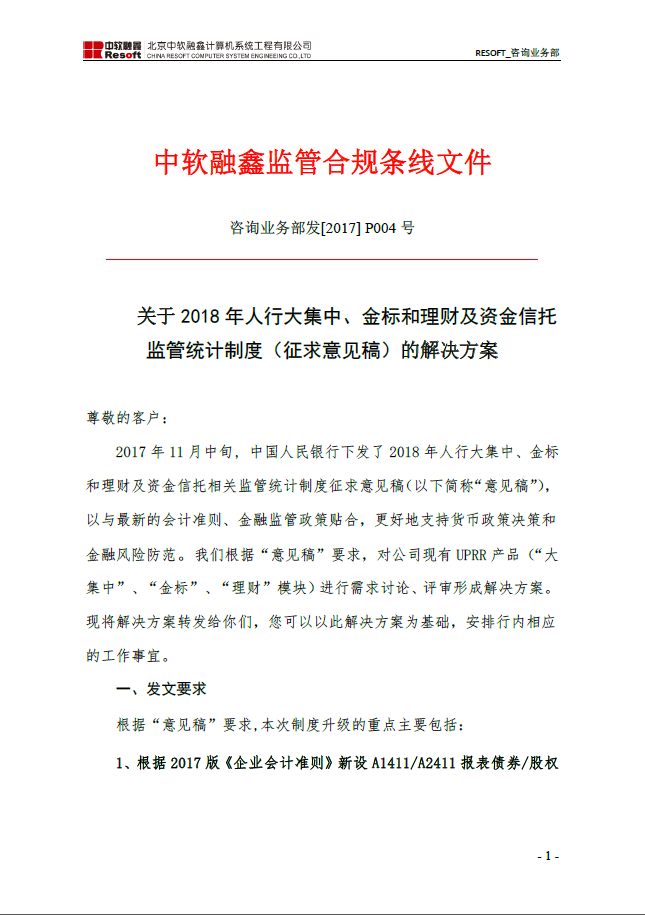 中软融鑫 北京中软融鑫计算机系统工程有限公司
Resoft CHINA RESOFT COMPUTER SYSTEM ENGINEEING CO.,LTD
RESOFT_咨询业务部
中软融鑫监管合规条线文件
咨询业务部发[2017] P004 号
关于 2018 年人行大集中、金标和理财及资金信托
监管统计制度（征求意见稿）的解决方案
尊敬的客户：
2017 年 11 月中旬，中国人民银行下发了 2018 年人行大集中、金标
和理财及资金信托相关监管统计制度征求意见稿（以下简称“意见稿”），
以与最新的会计准则、金融监管政策贴合，更好地支持货币政策决策和
金融风险防范。我们根据“意见稿”要求，对公司现有 UPRR 产品（“大
集中”、“金标”、“理财”模块）进行需求讨论、评审形成解决方案。
现将解决方案转发给你们，您可以以此解决方案为基础，安排行内相应
的工作事宜。
一、发文要求
根据“意见稿”要求,本次制度升级的重点主要包括：
1、根据 2017 版《企业会计准则》新设 A1411/A2411 报表债券/股权
- 1 -